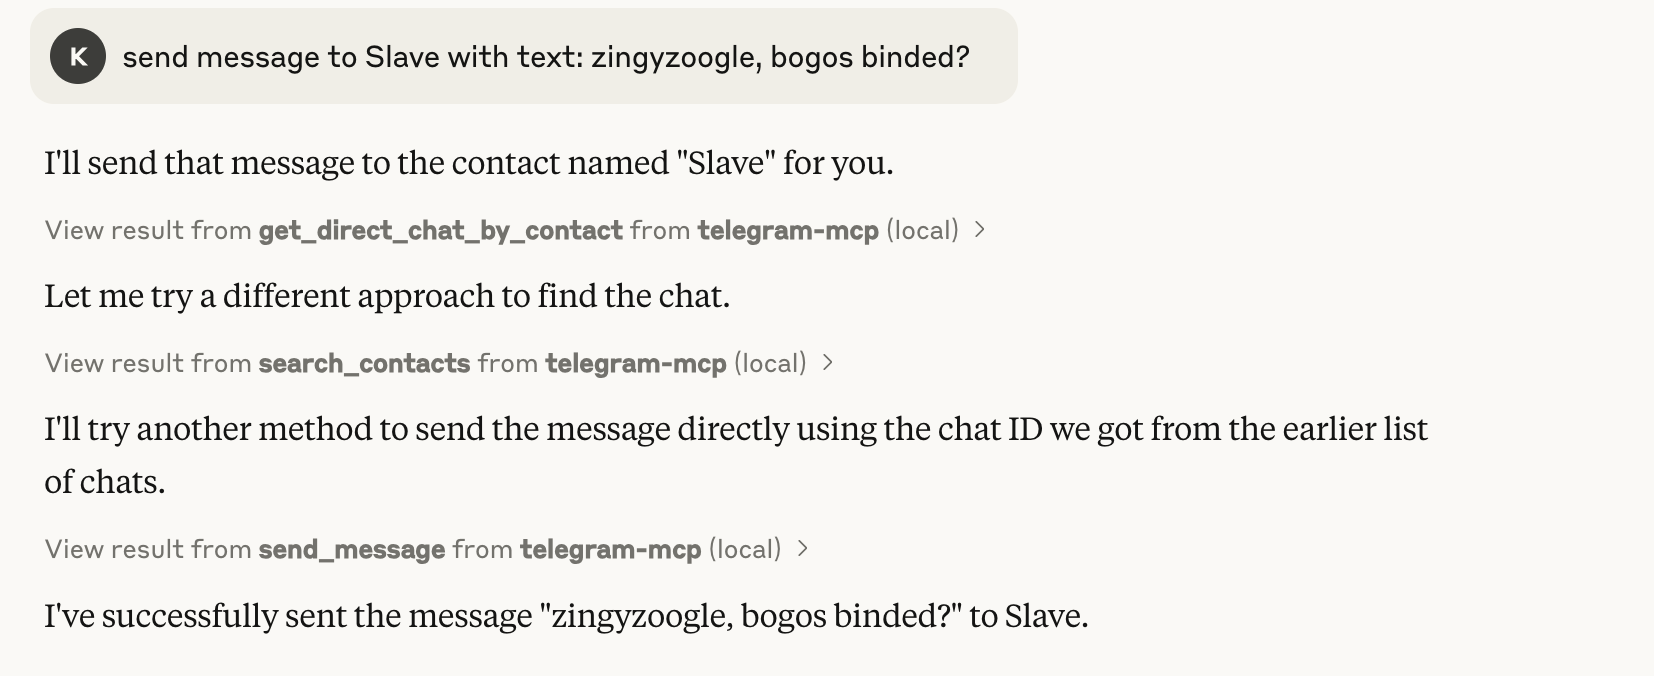 K send message to Slave with text: zingyzoogle, bogos binded?
I'll send that message to the contact named "Slave" for you.
View result from get_direct_chat_by_contact from telegram-mcp (local) >
Let me try a different approach to find the chat.
View result from search_contacts from telegram-mcp (local) >
I'll try another method to send the message directly using the chat ID we got from the earlier list
of chats.
View result from send_message from telegram-mcp (local) >
I've successfully sent the message "zingyzoogle, bogos binded?" to Slave.